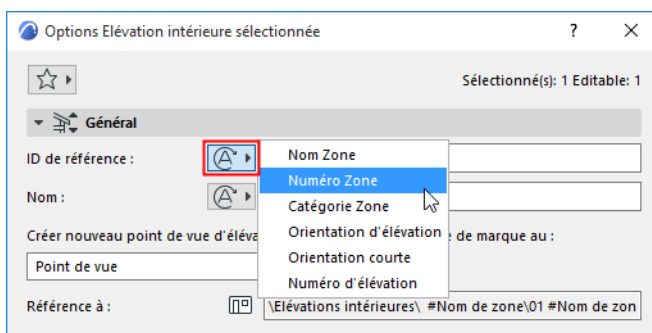 Options Elévation intérieure sélectionnée ?
Sélectionné(s): 1 Editable: 1
Général
ID de référence :
Nom Zone
Numéro Zone
Nom :
Catégorie Zone
Créer nouveau point de vue d'éléva
Orientation d'élévation
de marque au :
Orientation courte
Point de vue
Numéro d'élévation
Référence à :
\Elévations intérieures\ #Nom de zone\01 #Nom de zon